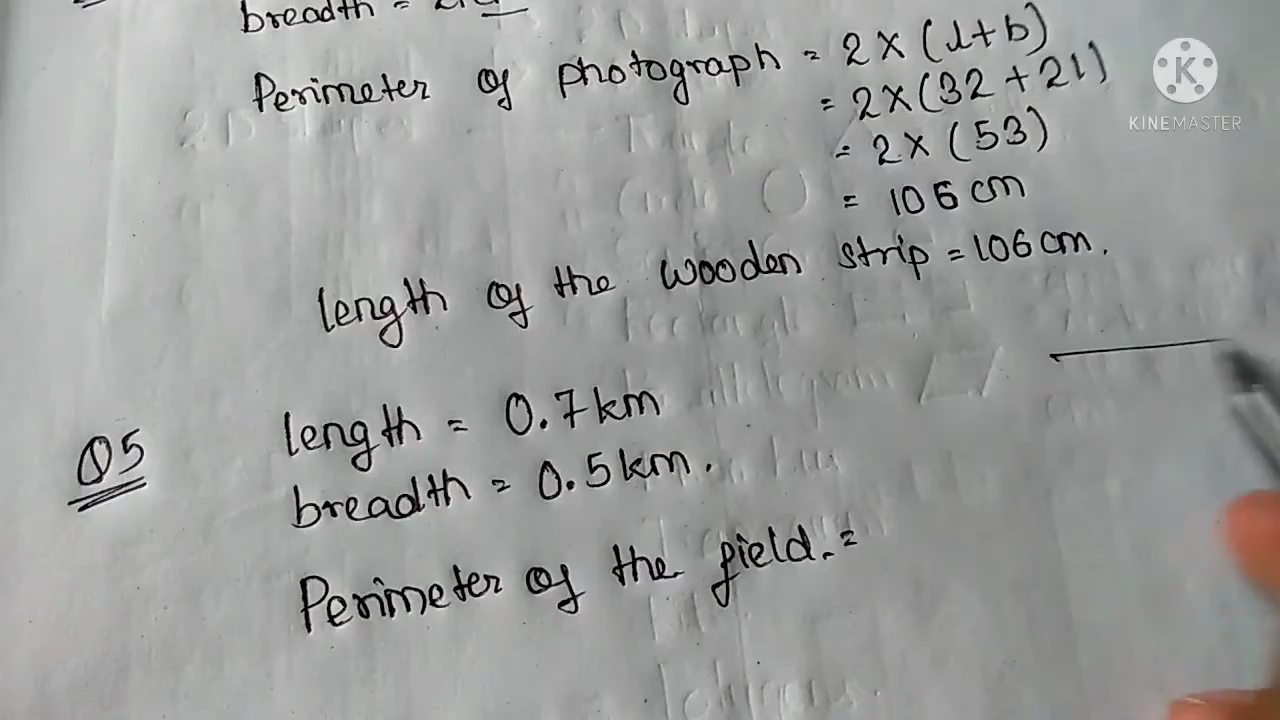 breadth =
Perimeter of photograph = 2 x (l+b)
= 2x(32 + 21)
= 2x (53)
= 106 cm
length of the wooden strip = 106 cm.
Q5
length = 0.7 km
breadth = 0.5 km.
Perimeter of the field. =
KINEMASTER